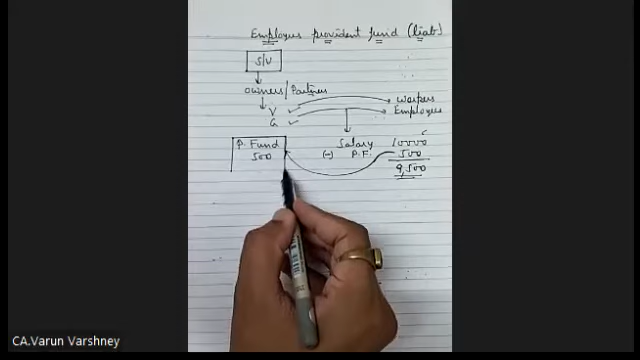 Employees provident fund (liab)
S/V
owners/Partners
V
G
workers
Employees
P. Fund
500
Salary 10000
(-) P.F. 500
9,500
CA.Varun Varshney